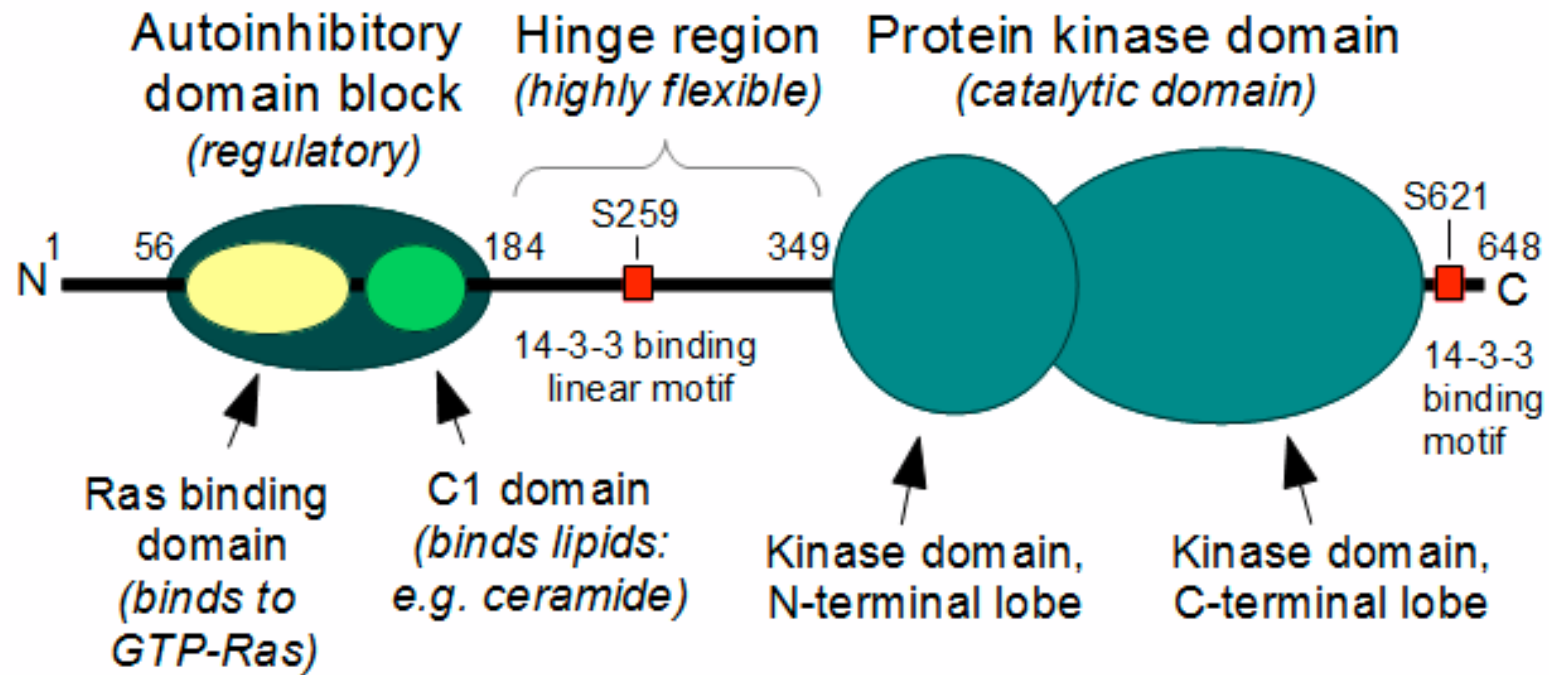 Autoinhibitory
domain block
(regulatory)
Hinge region
(highly flexible)
Protein kinase domain
(catalytic domain)
N
1
56
184
S259
349
S621
648
C
14-3-3 binding
linear motif
14-3-3
binding
motif
Ras binding
domain
(binds to
GTP-Ras)
C1 domain
(binds lipids:
e.g. ceramide)
Kinase domain,
N-terminal lobe
Kinase domain,
C-terminal lobe